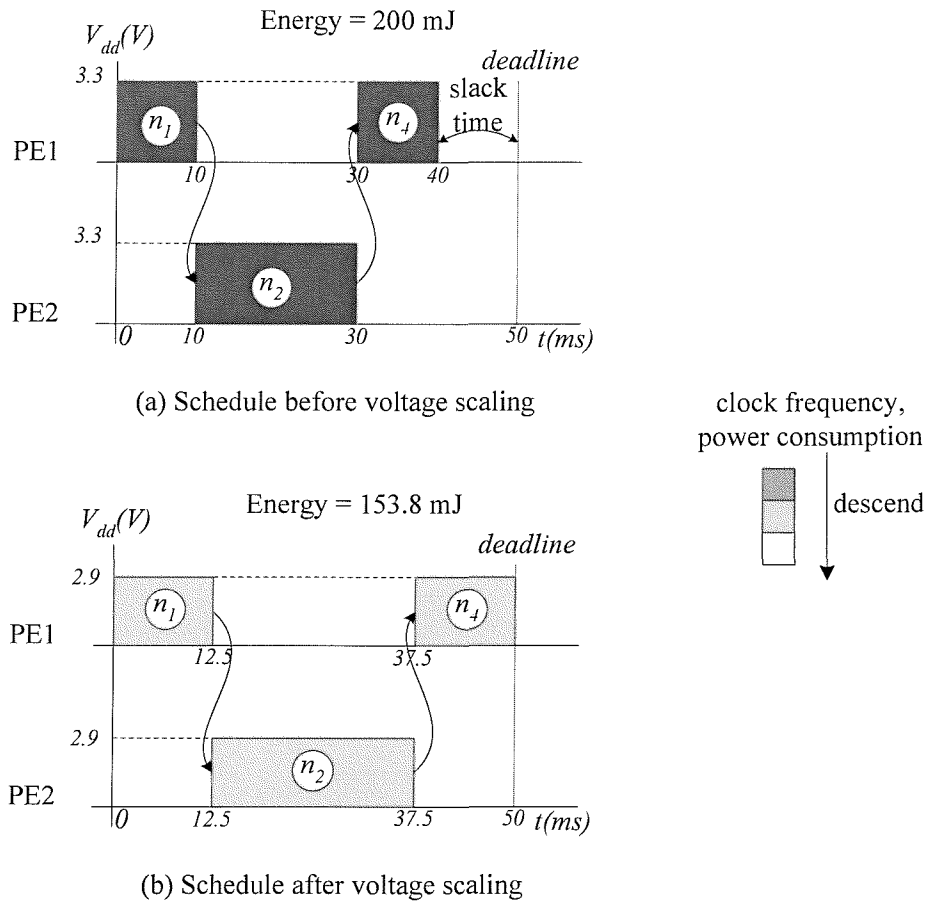 Energy = 200 mJ
V_dd(V)
deadline
3.3
slack
time
n_1
n_4
PE1
10
30
40
3.3
n_2
PE2
0
10
30
50
t(ms)
(a) Schedule before voltage scaling
clock frequency,
power consumption
descend
Energy = 153.8 mJ
V_dd(V)
deadline
2.9
n_1
n_4
PE1
12.5
37.5
2.9
n_2
PE2
0
12.5
37.5
50
t(ms)
(b) Schedule after voltage scaling